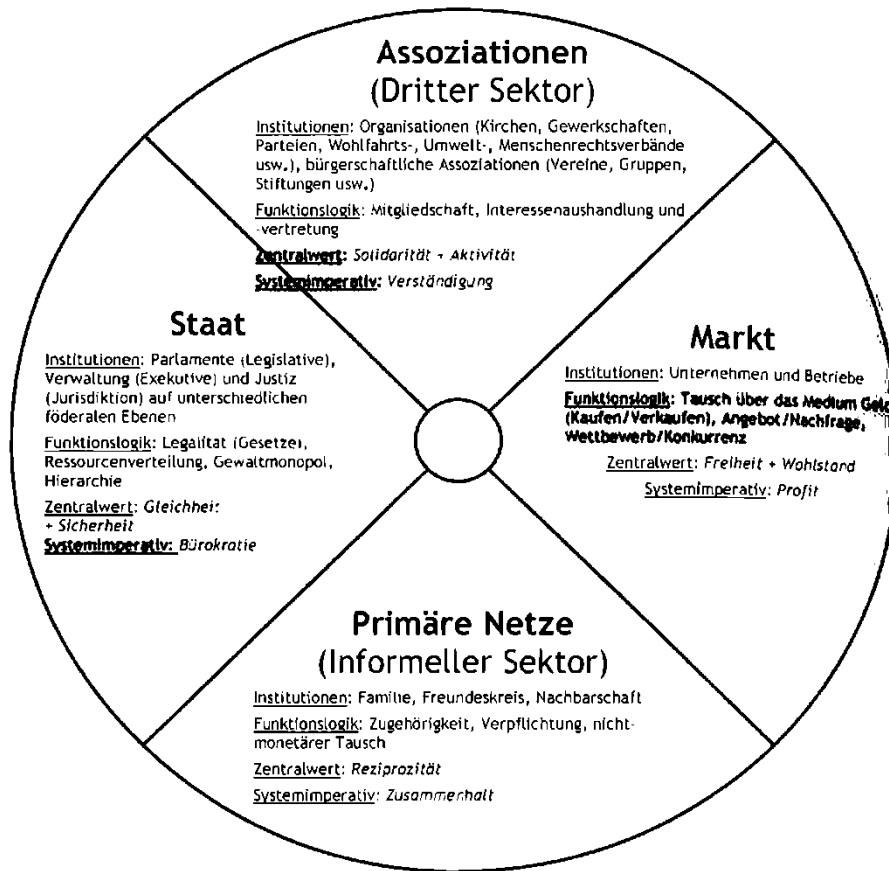 Assoziationen
(Dritter Sektor)
Institutionen: Organisationen (Kirchen, Gewerkschaften,
Parteien, Wohlfahrts-, Umwelt-, Menschenrechtsverbände
usw.), bürgerschaftliche Assoziationen (Vereine, Gruppen,
Stiftungen usw.)
Funktionslogik: Mitgliedschaft, Interessenaushandlung und
-vertretung
Zentralwert: Solidarität + Aktivität
Systemimperativ: Verständigung
Staat
Institutionen: Parlamente (Legislative),
Verwaltung (Exekutive) und Justiz
(Jurisdiktion) auf unterschiedlichen
föderalen Ebenen
Funktionslogik: Legalität (Gesetze),
Ressourcenverteilung, Gewaltmonopol,
Hierarchie
Zentralwert: Gleichheit
+ Sicherheit
Systemimperativ: Bürokratie
Markt
Institutionen: Unternehmen und Betriebe
Funktionslogik: Tausch über das Medium Geld
(Kaufen/Verkaufen), Angebot/Nachfrage,
Wettbewerb/Konkurrenz
Zentralwert: Freiheit + Wohlstand
Systemimperativ: Profit
Primäre Netze
(Informeller Sektor)
Institutionen: Familie, Freundeskreis, Nachbarschaft
Funktionslogik: Zugehörigkeit, Verpflichtung, nicht-
monetärer Tausch
Zentralwert: Reziprozität
Systemimperativ: Zusammenhalt